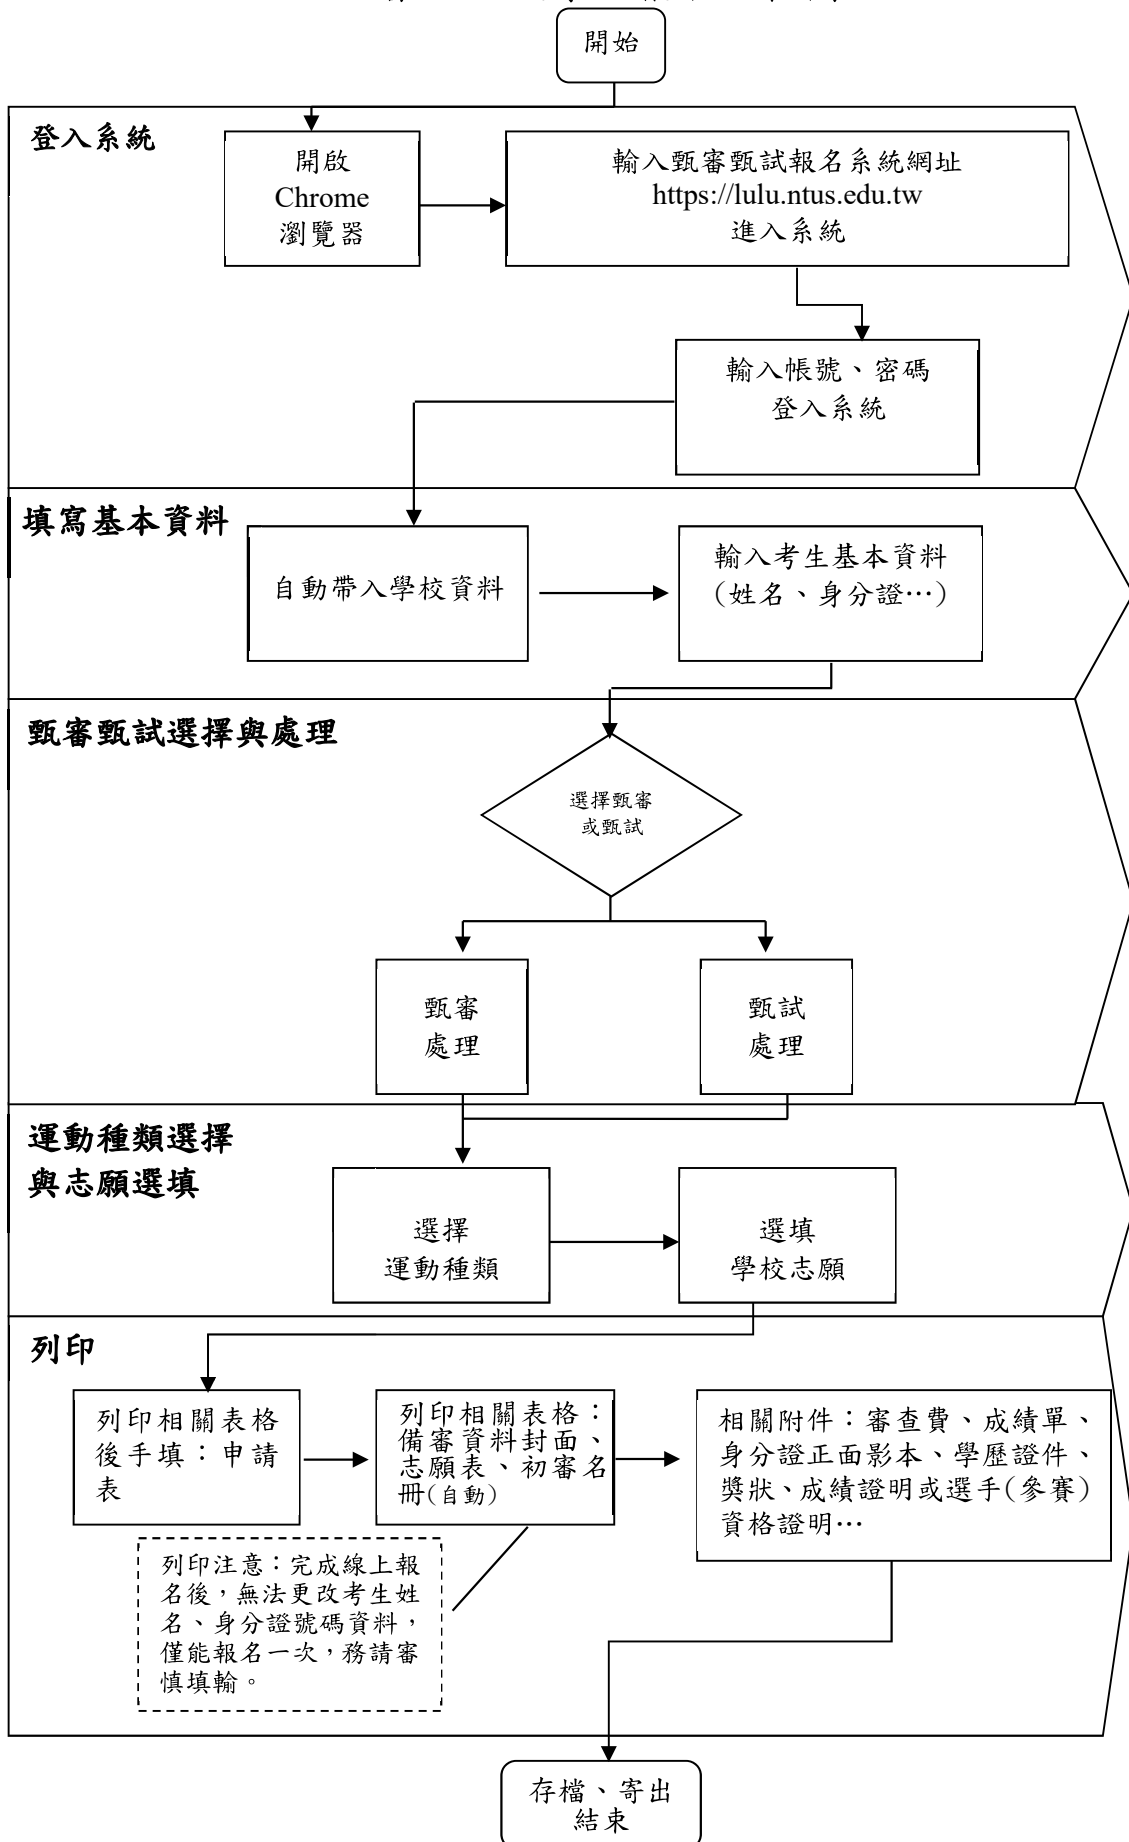 開始
登入系統
開啟
Chrome
瀏覽器
輸入甄審甄試報名系統網址
https://lulu.ntus.edu.tw
進入系統
輸入帳號、密碼
登入系統
填寫基本資料
自動帶入學校資料
輸入考生基本資料
(姓名、身分證…)
甄審甄試選擇與處理
選擇甄審
或甄試
甄審
處理
甄試
處理
運動種類選擇
與志願選填
選擇
運動種類
選填
學校志願
列印
列印相關表格
後手填：申請
表
列印相關表格：
備審資料封面、
志願表、初審名
冊(自動)
相關附件：審查費、成績單、
身分證正面影本、學歷證件、
獎狀、成績證明或選手(參賽)
資格證明…
列印注意：完成線上報
名後，無法更改考生姓
名、身分證號碼資料，
僅能報名一次，務請審
慎填輸。
存檔、寄出
結束